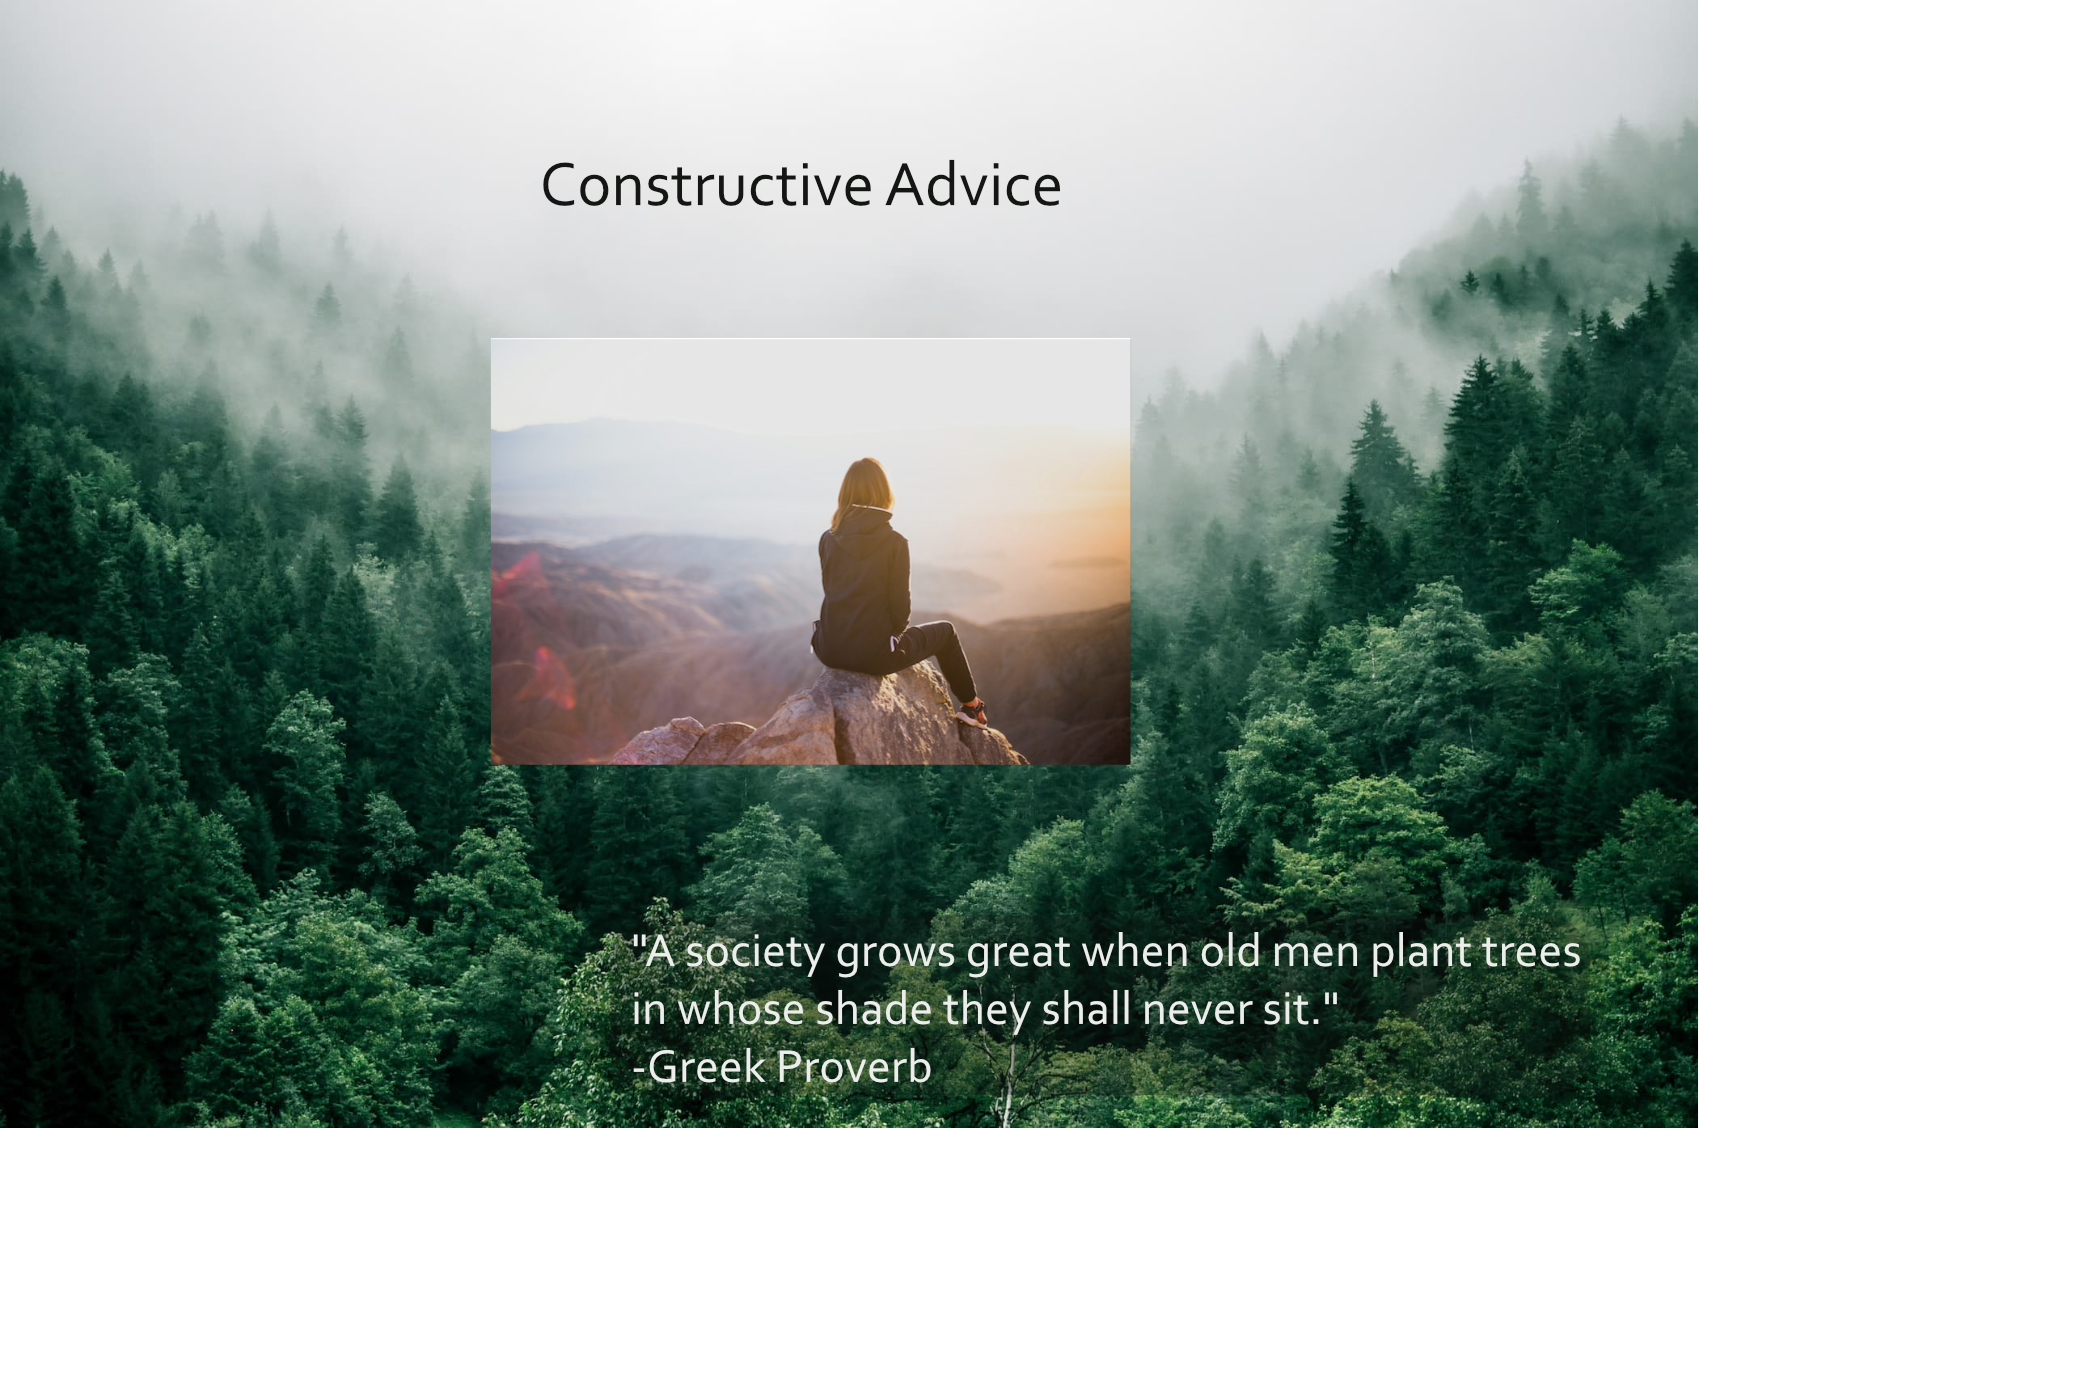 Constructive Advice
"A society grows great when old men plant trees
in whose shade they shall never sit."
-Greek Proverb